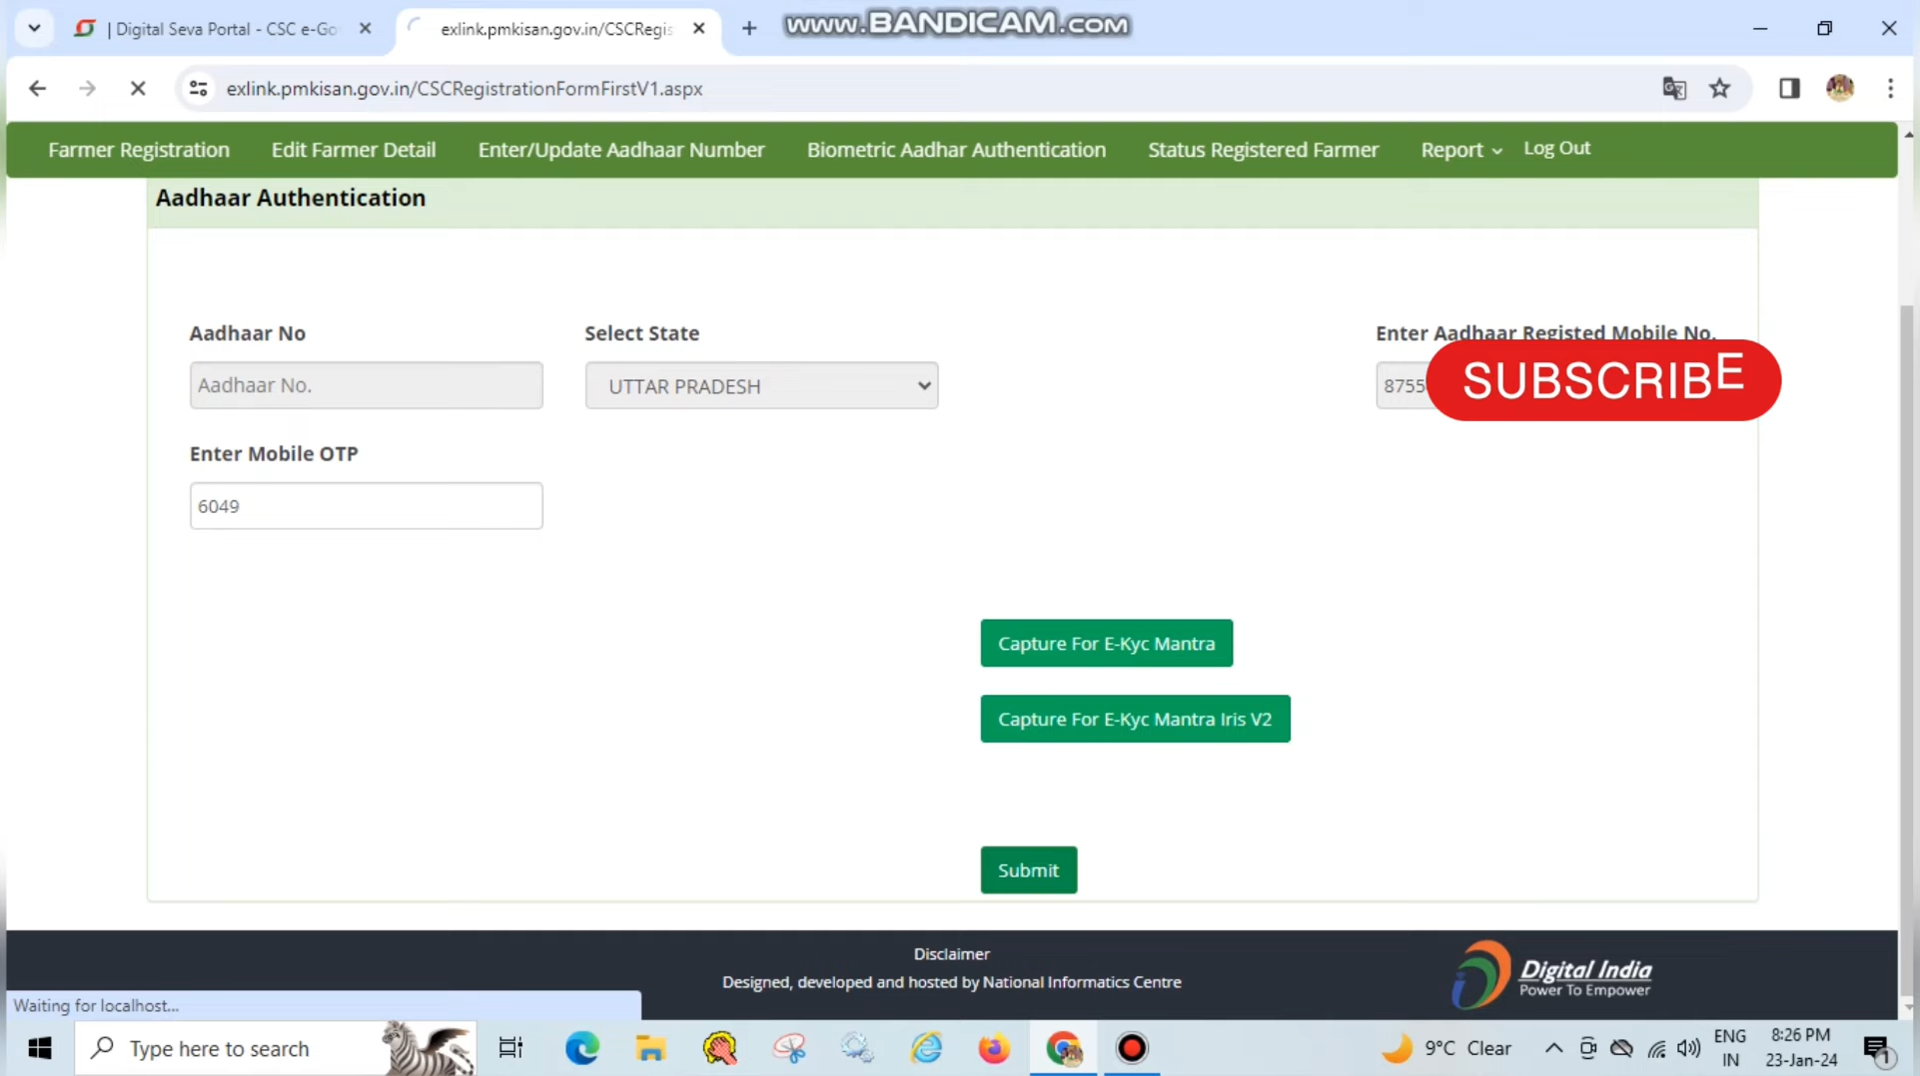 | Digital Seva Portal - CSC e-Go
exlink.pmkisan.gov.in/CSCRegis
www.BANDICAM.com
exlink.pmkisan.gov.in/CSCRegistrationFormFirstV1.aspx
Farmer Registration
Edit Farmer Detail
Enter/Update Aadhaar Number
Biometric Aadhar Authentication
Status Registered Farmer
Report
Log Out
Aadhaar Authentication
Aadhaar No
Select State
Enter Aadhaar Registed Mobile No.
Aadhaar No.
UTTAR PRADESH
8755
SUBSCRIBE
Enter Mobile OTP
6049
Capture For E-Kyc Mantra
Capture For E-Kyc Mantra Iris V2
Submit
Disclaimer
Designed, developed and hosted by National Informatics Centre
Digital India
Power To Empower
Waiting for localhost...
Type here to search
9°C Clear
ENG
IN
8:26 PM
23-Jan-24
1